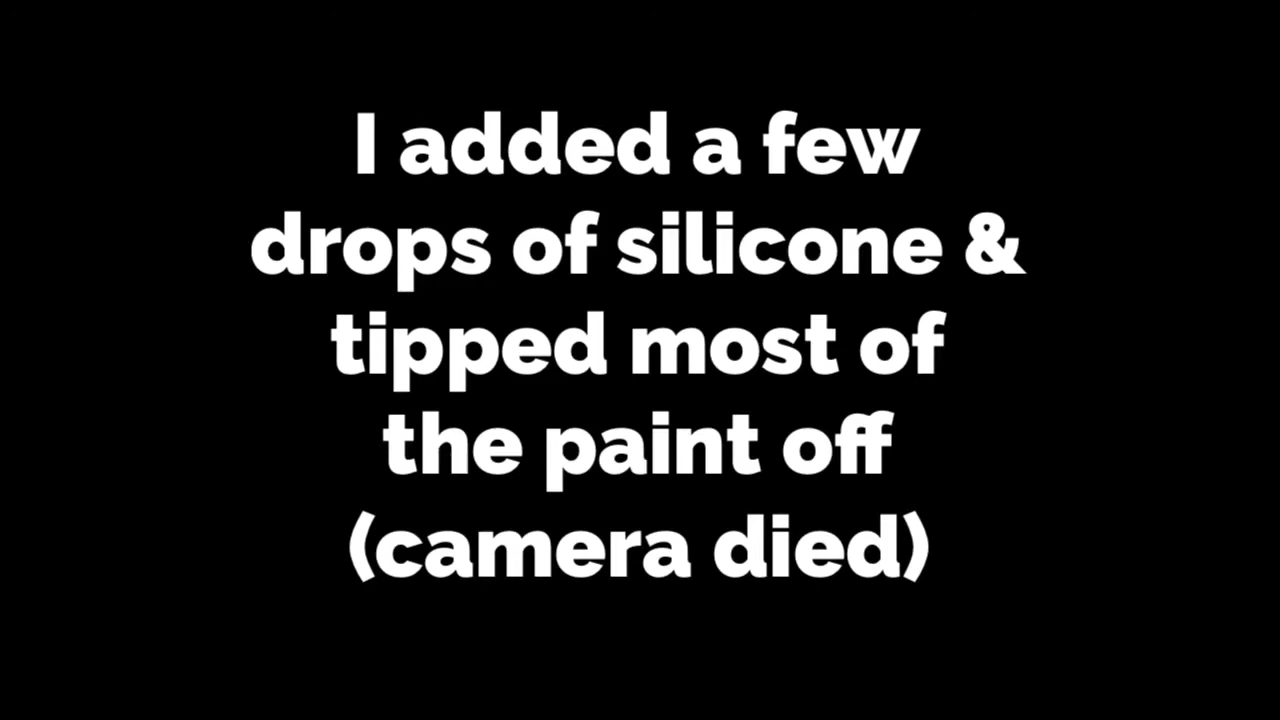 I added a few
drops of silicone &
tipped most of
the paint off
(camera died)